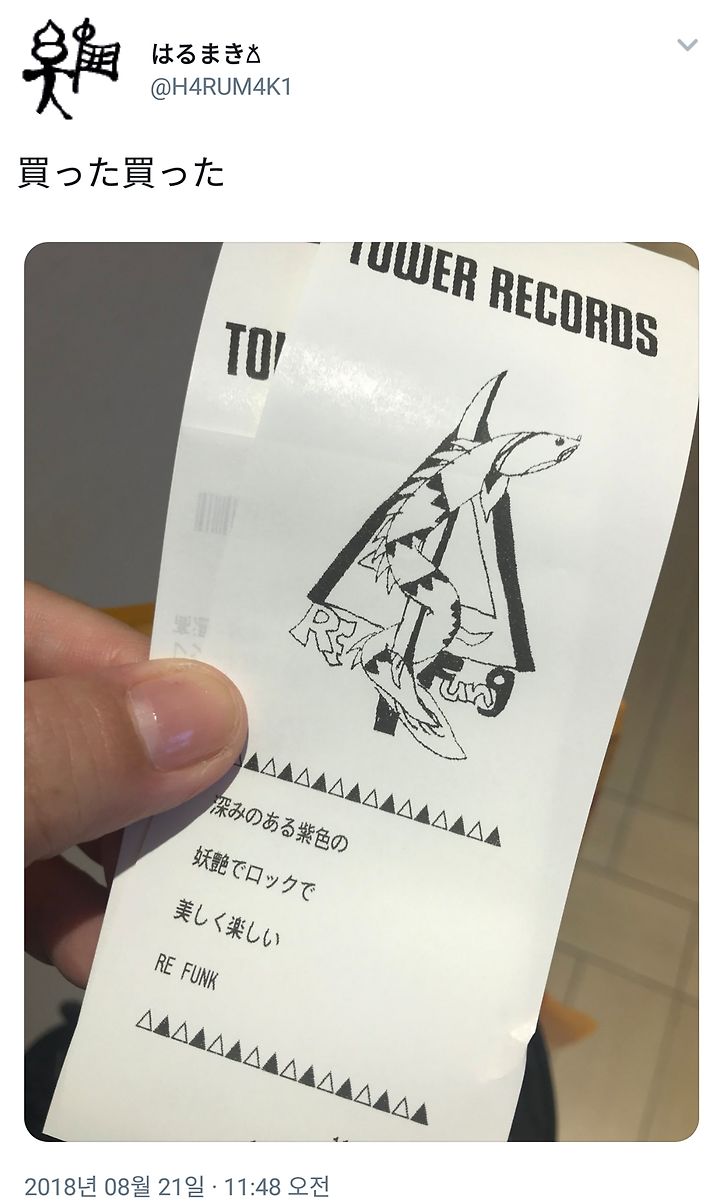 はるまき
@H4RUM4K1
買った買った
TOWER RECORDS
TOW
RE
Fung
深みのある紫色の
妖艶でロックで
美しく楽しい
RE FUNK
2018년 08월 21일 · 11:48 오전